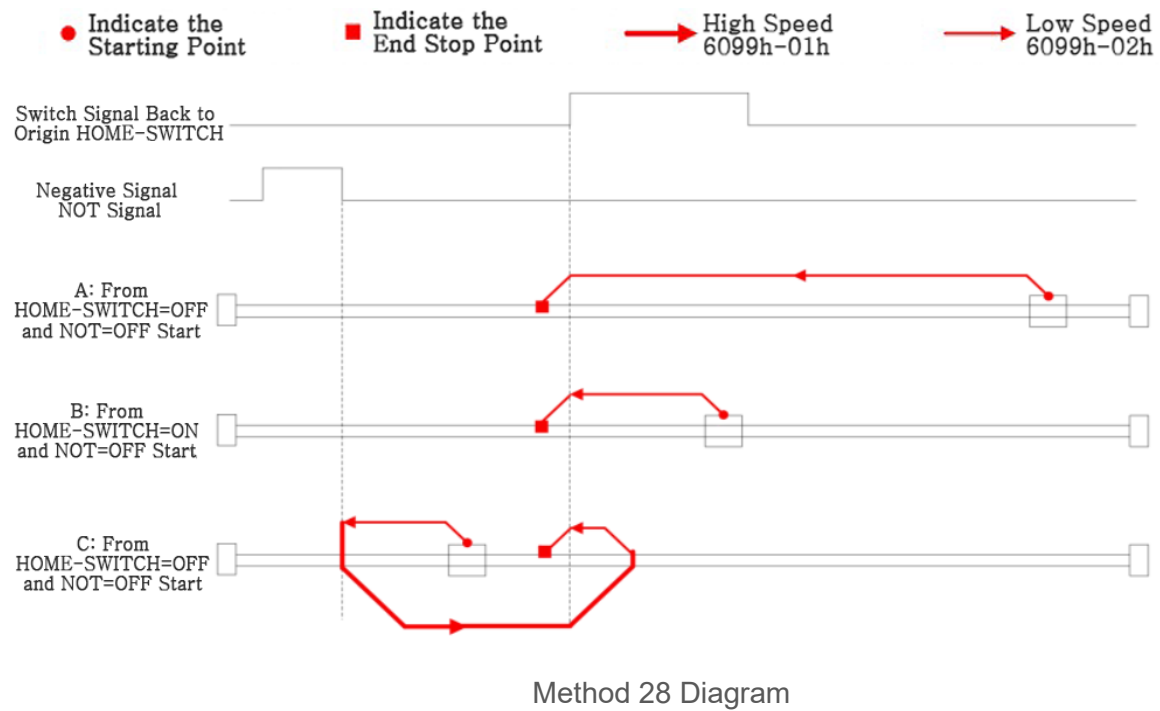 Indicate the
Starting Point
Indicate the
End Stop Point
High Speed
6099h-01h
Low Speed
6099h-02h
Switch Signal Back to
Origin HOME-SWITCH
Negative Signal
NOT Signal
A: From
HOME-SWITCH=OFF
and NOT=OFF Start
B: From
HOME-SWITCH=ON
and NOT=OFF Start
C: From
HOME-SWITCH=OFF
and NOT=OFF Start
Method 28 Diagram